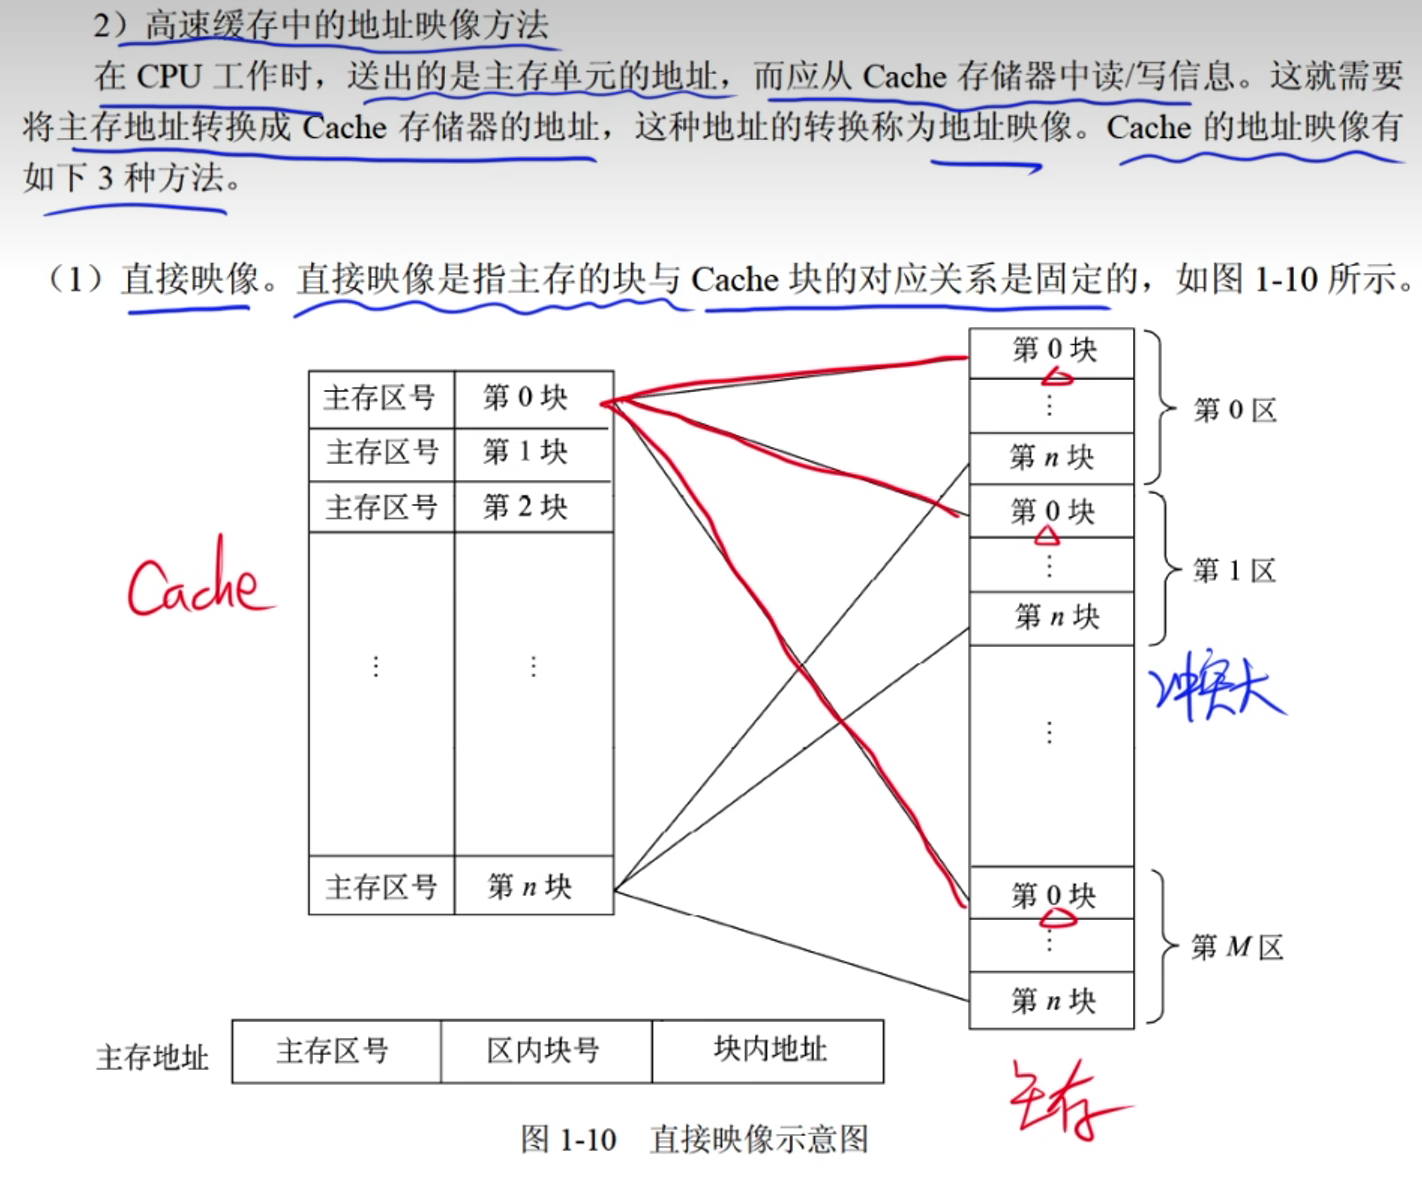 2）高速缓存中的地址映像方法
在 CPU 工作时，送出的是主存单元的地址，而应从 Cache 存储器中读/写信息。这就需要
将主存地址转换成 Cache 存储器的地址，这种地址的转换称为地址映像。Cache 的地址映像有
如下 3 种方法。
（1）直接映像。直接映像是指主存的块与 Cache 块的对应关系是固定的，如图 1-10 所示。
主存区号 第 0 块
主存区号 第 1 块
主存区号 第 2 块
⋮ ⋮
主存区号 第 n 块
Cache
第 0 块
⋮
第 n 块
第 0 区
第 0 块
⋮
第 n 块
第 1 区
冲突大
⋮
第 0 块
⋮
第 n 块
第 M 区
主存
主存地址 主存区号 区内块号 块内地址
图 1-10 直接映像示意图